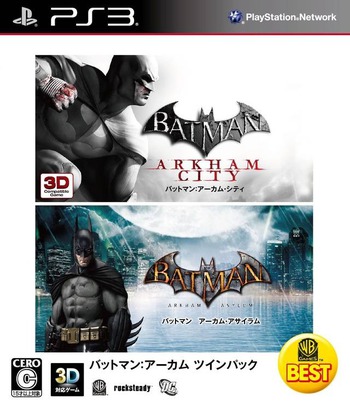 PS3
PlayStation®Network
BATMAN
ARKHAM
CITY
バットマン:アーカム・シティ
3D
Compatible
Game
BATMAN
ARKHAM ASYLUM
バットマン アーカム・アサイラム
CERO
C
バットマン:アーカム ツインパック
3D
対応ゲーム
rocksteady
DC
WB
GAMES
BEST